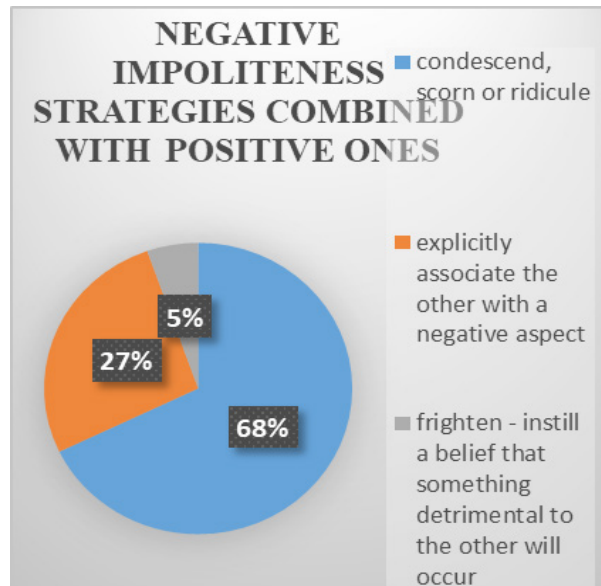 NEGATIVE
IMPOLITENESS
STRATEGIES COMBINED
WITH POSITIVE ONES
condescend,
scorn or ridicule
explicitly
associate the
other with a
negative aspect
frighten - instill
a belief that
something
detrimental to
the other will
occur
5%
27%
68%